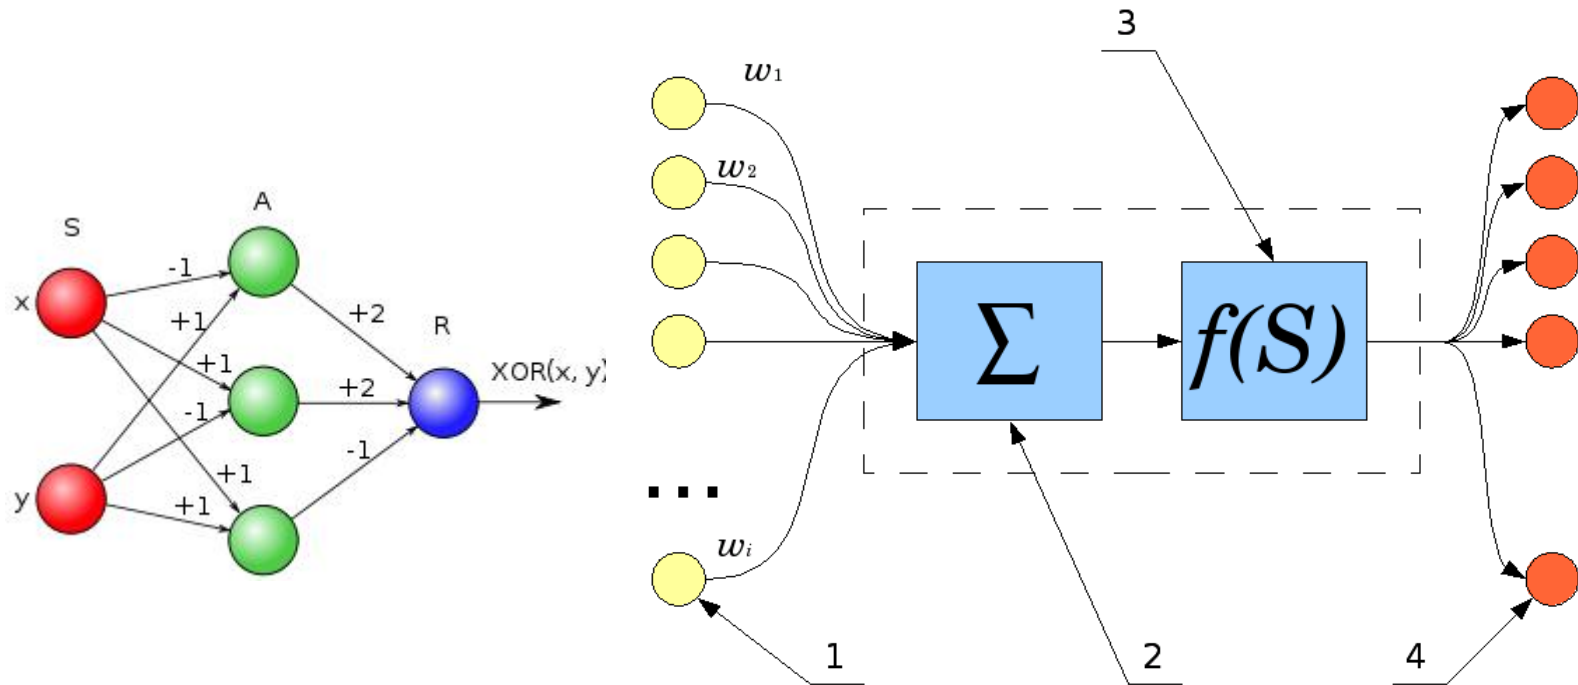 S
A
R
x
y
-1
+1
+1
-1
+1
+1
+2
+2
-1
XOR(x, y)
w1
w2
...
wi
∑
f(S)
1
2
3
4